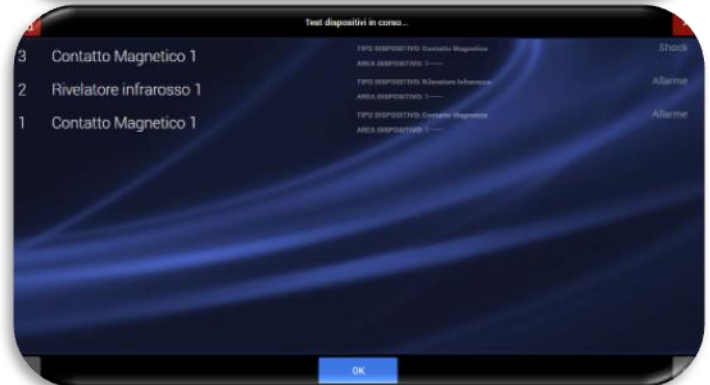 Test dispositivi in corso...
3 Contatto Magnetico 1 TIPO DISPOSITIVO: Contatto Magnetico Shock
AREA DISPOSITIVO: 1-----
2 Rivelatore infrarosso 1 TIPO DISPOSITIVO: Rilevatore Infrarosso Allarme
AREA DISPOSITIVO: 1-----
1 Contatto Magnetico 1 TIPO DISPOSITIVO: Contatto Magnetico Allarme
AREA DISPOSITIVO: 1-----
OK